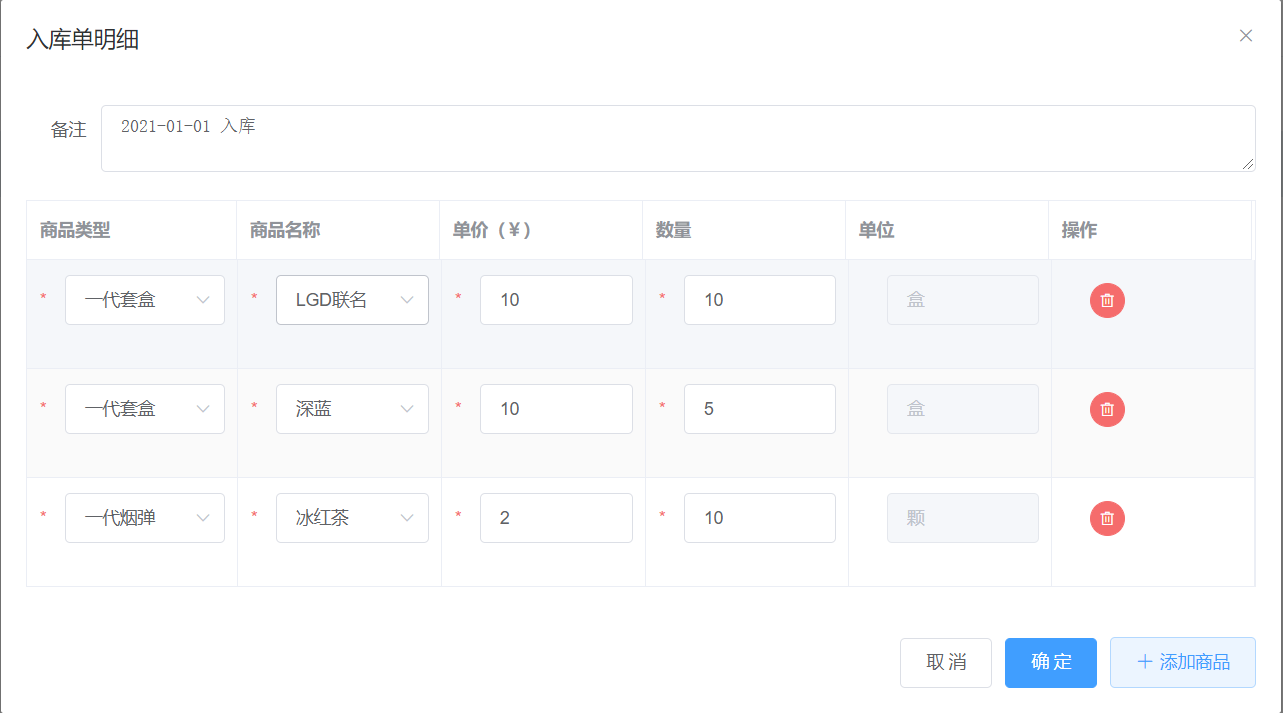 入库单明细
备注
2021-01-01 入库
商品类型 商品名称 单价（￥） 数量 单位 操作
* 一代套盒 * LGD联名 * 10 * 10 盒
* 一代套盒 * 深蓝 * 10 * 5 盒
* 一代烟弹 * 冰红茶 * 2 * 10 颗
取消 确定 添加商品